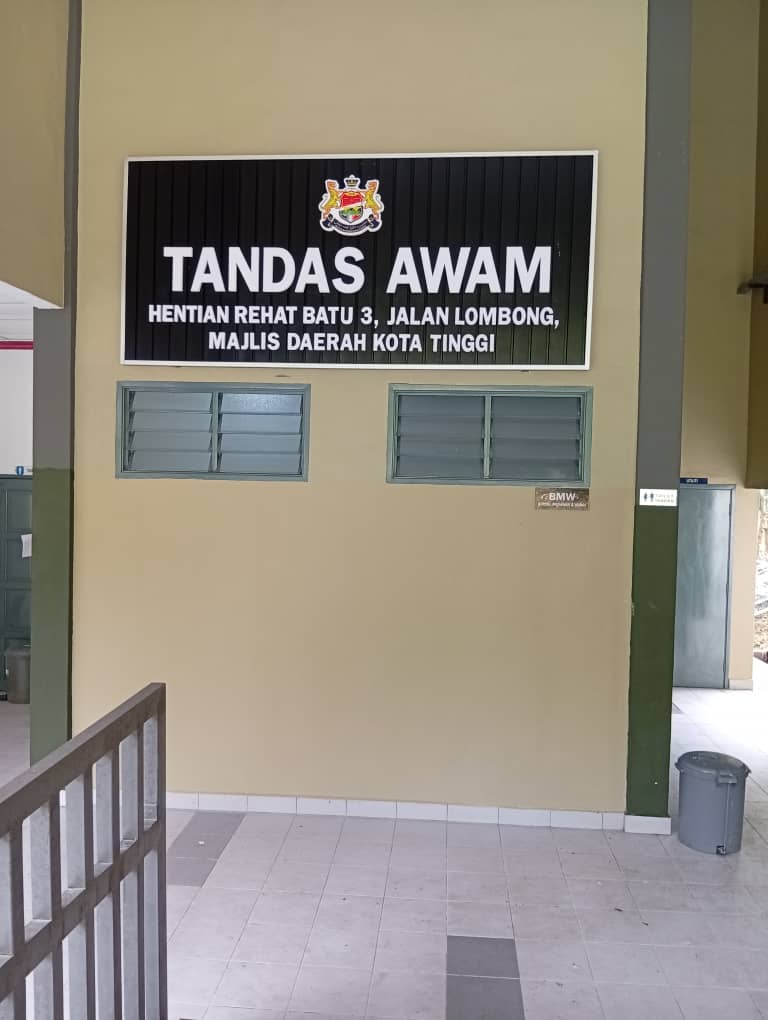 TANDAS AWAM
HENTIAN REHAT BATU 3, JALAN LOMBONG,
MAJLIS DAERAH KOTA TINGGI
BMW